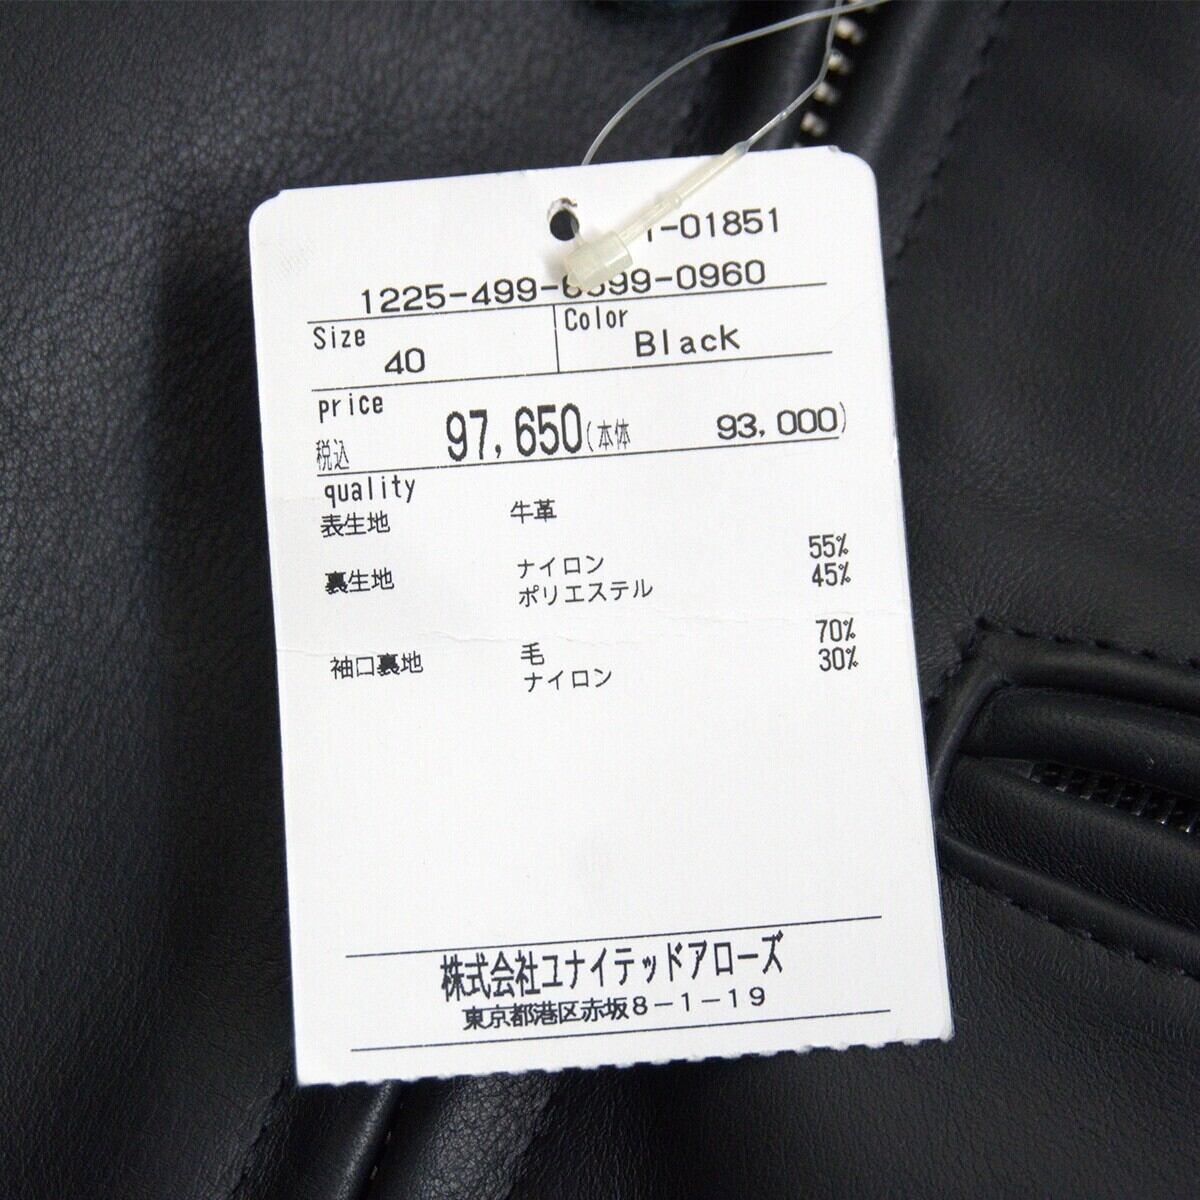 1-01851
1225-499-6599-0960
Size 40 Color Black
price
税込 97,650(本体 93,000)
quality
表生地 牛革
裏生地 ナイロン 55%
ポリエステル 45%
袖口裏地 毛 70%
ナイロン 30%
株式会社ユナイテッドアローズ
東京都港区赤坂8-1-19